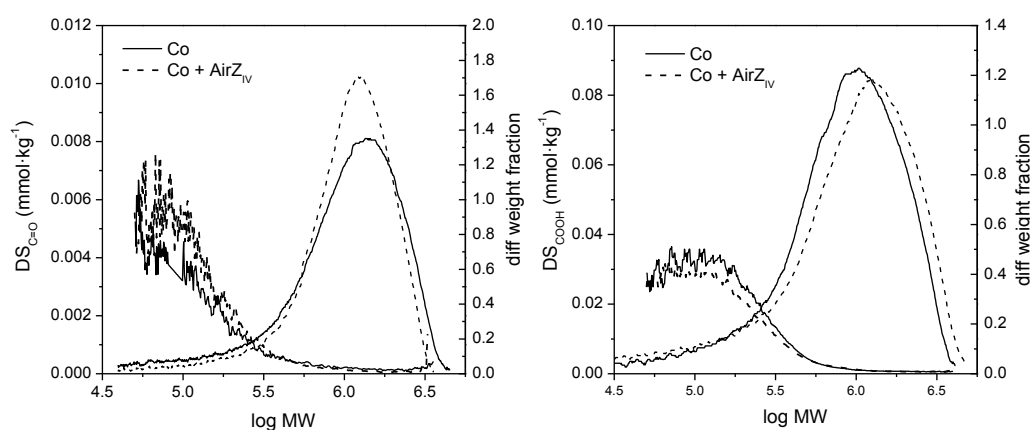 Co
Co + AirZIV
DSC=O (mmol·kg-1)
0.012
0.010
0.008
0.006
0.004
0.002
0.000
2.0
1.8
1.6
1.4
1.2
1.0
0.8
0.6
0.4
0.2
0.0
diff weight fraction
4.5 5.0 5.5 6.0 6.5
log MW
Co
Co + AirZIV
DSCOOH (mmol·kg-1)
0.10
0.08
0.06
0.04
0.02
0.00
1.4
1.2
1.0
0.8
0.6
0.4
0.2
0.0
diff weight fraction
4.5 5.0 5.5 6.0 6.5
log MW